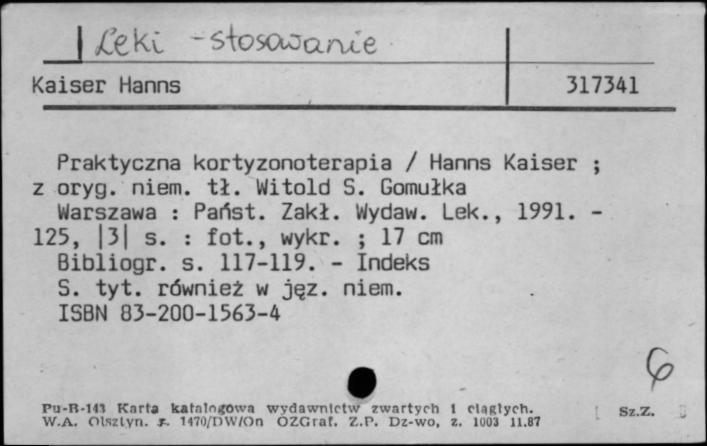 Leki - stosowanie
Kaiser Hanns 317341
Praktyczna kortyzonoterapia / Hanns Kaiser ;
z oryg. niem. tł. Witold S. Gomułka
Warszawa : Państ. Zakł. Wydaw. Lek., 1991. -
125, |3| s. : fot., wykr. ; 17 cm
Bibliogr. s. 117-119. - Indeks
S. tyt. również w jęz. niem.
ISBN 83-200-1563-4
6
Pu-B-143 Karta katalogowa wydawnictw zwartych i ciągłych. Sz.Z.
W.A. Olsztyn. z. 1470/DW/On OZGraf. Z.P. Dz-wo, z. 1003 11.87